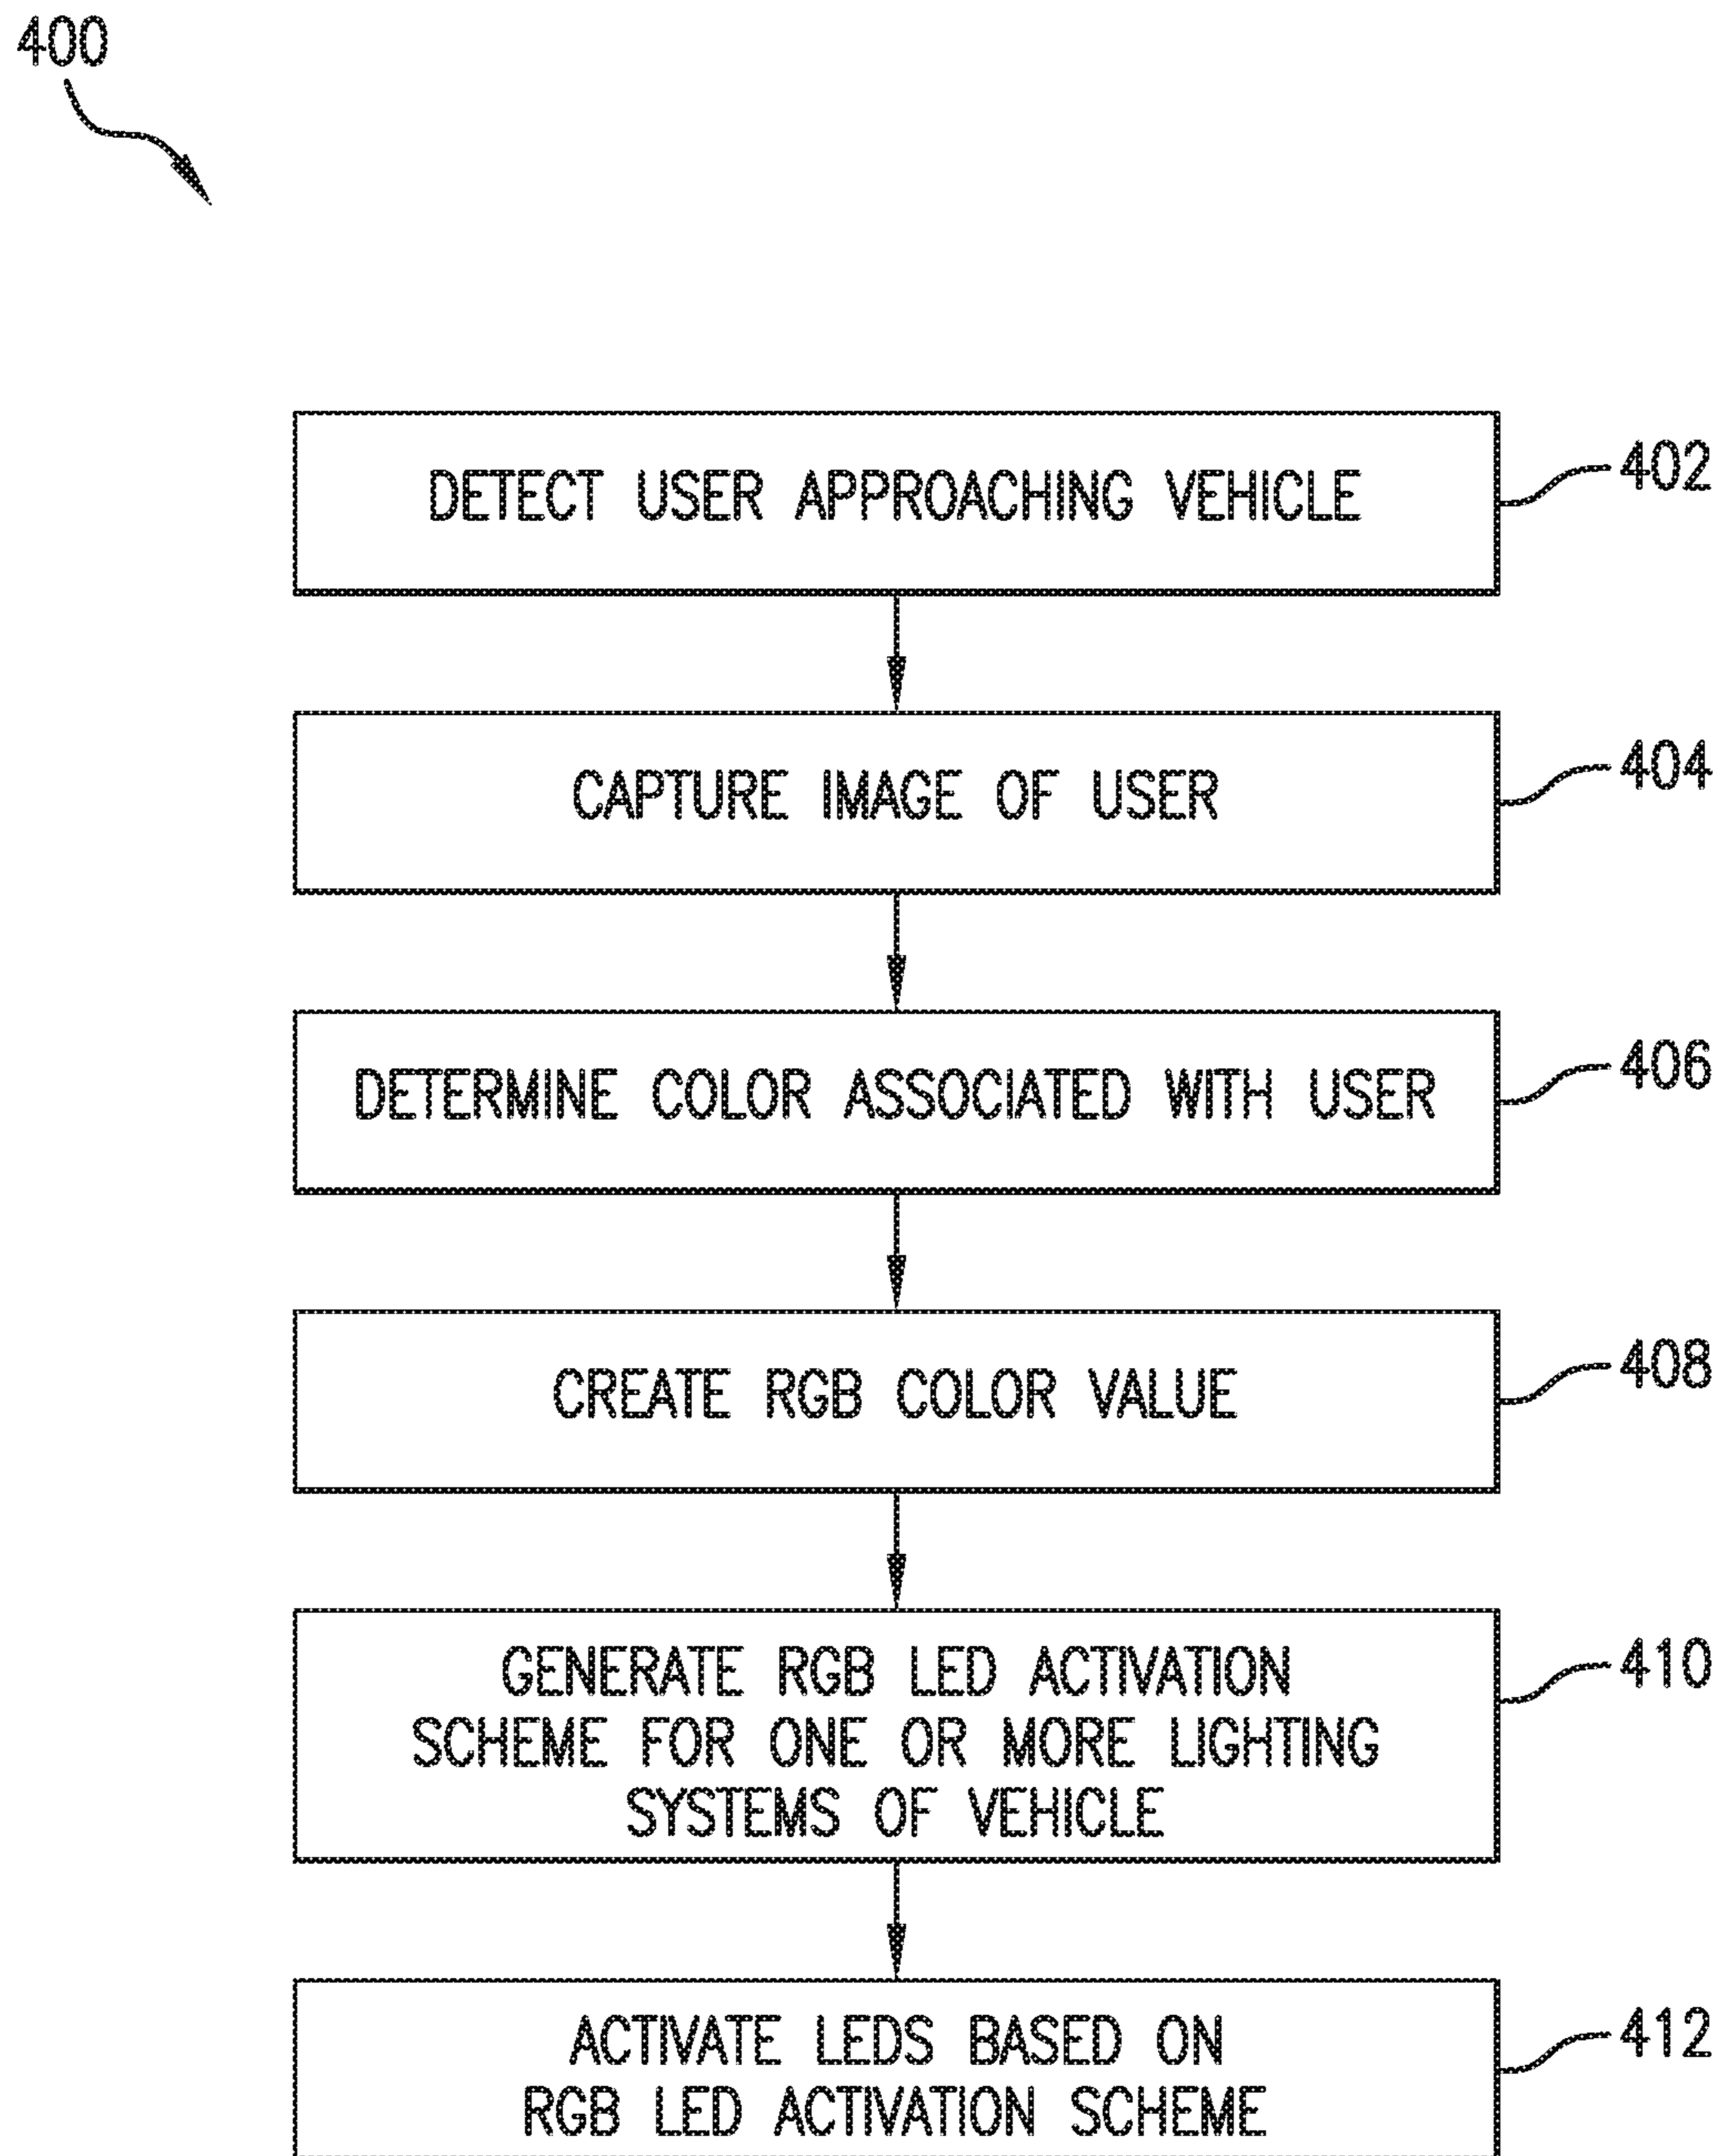 400
DETECT USER APPROACHING VEHICLE
402
CAPTURE IMAGE OF USER
404
DETERMINE COLOR ASSOCIATED WITH USER
406
CREATE RGB COLOR VALUE
408
GENERATE RGB LED ACTIVATION
SCHEME FOR ONE OR MORE LIGHTING
SYSTEMS OF VEHICLE
410
ACTIVATE LEDS BASED ON
RGB LED ACTIVATION SCHEME
412